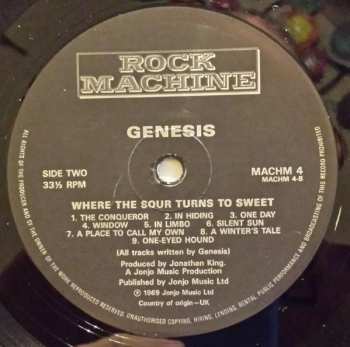 ROCK
MACHINE
GENESIS
SIDE TWO
33⅓ RPM
MACHM 4
MACHM 4-B
WHERE THE SOUR TURNS TO SWEET
1. THE CONQUEROR 2. IN HIDING 3. ONE DAY
4. WINDOW 5. IN LIMBO 6. SILENT SUN
7. A PLACE TO CALL MY OWN 8. A WINTER'S TALE
9. ONE-EYED HOUND
(All tracks written by Genesis)
Produced by Jonathan King.
A Jonjo Music Production
Published by Jonjo Music Ltd
℗ 1969 Jonjo Music Ltd
Country of origin – UK
ALL RIGHTS OF THE PRODUCER AND OF THE OWNER OF THE WORK REPRODUCED RESERVED. UNAUTHORISED COPYING, HIRING, LENDING, RENTAL PUBLIC PERFORMANCE AND BROADCASTING OF THIS RECORD PROHIBITED